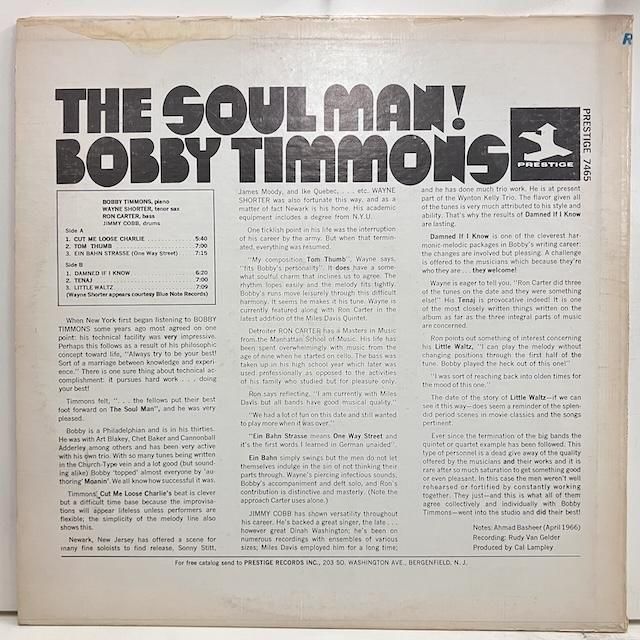 R
THE SOUL MAN!
BOBBY TIMMONS
PRESTIGE
PRESTIGE 7465
BOBBY TIMMONS, piano
WAYNE SHORTER, tenor sax
RON CARTER, bass
JIMMY COBB, drums
Side A
1. CUT ME LOOSE CHARLIE . . . . . . . . . . . 5:40
2. TOM THUMB . . . . . . . . . . . . . . . . . . . 7:00
3. EIN BAHN STRASSE (One Way Street) . . . . 7:15
Side B
1. DAMNED IF I KNOW . . . . . . . . . . . . . . . 6:20
2. TENAJ . . . . . . . . . . . . . . . . . . . . . . . . 7:00
3. LITTLE WALTZ . . . . . . . . . . . . . . . . . . 7:09
(Wayne Shorter appears courtesy Blue Note Records)
When New York first began listening to BOBBY
TIMMONS some years ago most agreed on one
point: his technical facility was very impressive.
Perhaps this follows as a result of his philosophic
concept toward life, "Always try to be your best!
Sort of a marriage between knowledge and experi-
ence." There is one sure thing about technical ac-
complishment: it pursues hard work . . . doing
your best!
Timmons felt, ". . . the fellows put their best
foot forward on The Soul Man", and he was very
pleased.
Bobby is a Philadelphian and is in his thirties.
He was with Art Blakey, Chet Baker and Cannonball
Adderley among others and has been very active
with his own trio. With so many tunes being written
in the Church-Type vein and a lot good (but sound-
ing alike) Bobby 'topped' almost everyone by 'au-
thoring' Moanin'. We all know how successful it was.
Timmons' Cut Me Loose Charlie's beat is clever
but a difficult time base because the improvisa-
tions will appear lifeless unless performers are
flexible; the simplicity of the melody line also
shows this.
Newark, New Jersey has offered a scene for
many fine soloists to find release, Sonny Stitt,
James Moody, and Ike Quebec, . . . . etc. WAYNE
SHORTER was also fortunate this way, and as a
matter of fact Newark is his home. His academic
equipment includes a degree from N.Y.U.
One ticklish point in his life was the interruption
of his career by the army. But when that termin-
ated, everything was resumed.
"My composition Tom Thumb", Wayne says,
"fits Bobby's personality". It does have a some-
what soulful charm that incline us to agree. The
rhythm lopes easily and the melody fits tightly.
Bobby's runs move leisurely through this difficult
harmony. It seems he makes it his tune. Wayne is
currently featured along with Ron Carter in the
latest addition of the Miles Davis Quintet.
Detroiter RON CARTER has a Masters in Music
from the Manhattan School of Music. His life has
been spent overwhelmingly with music from the
age of nine when he started on cello. The bass was
taken up in his high school year which later was
used professionally as opposed to the activities
of his family who studied but for pleasure only.
Ron says reflecting, "I am currently with Miles
Davis but all bands have good musical quality."
"We had a lot of fun on this date and still wanted
to play more when it was over."
"Ein Bahn Strasse means One Way Street and
it's the first words I learned in German unaided".
Ein Bahn simply swings but the men do not let
themselves indulge in the sin of not thinking their
parts through. Wayne's piercing infectious sounds,
Bobby's accompaniment and deft solo, and Ron's
contribution is distinctive and masterly. (Note the
approach Carter uses alone.)
JIMMY COBB has shown versatility throughout
his career. He's backed a great singer, the late . . .
however great Dinah Washington; he's been on
numerous recordings with ensembles of various
sizes; Miles Davis employed him for a long time;
and he has done much trio work. He is at present
part of the Wynton Kelly Trio. The flavor given all
of the tunes is very much attributed to his style and
ability. That's why the results of Damned If I Know
are lasting.
Damned If I Know is one of the cleverest har-
monic-melodic packages in Bobby's writing career:
the changes are involved but pleasing. A challenge
is offered to the musicians which because they're
who they are . . . they welcome!
Wayne is eager to tell you, "Ron Carter did three
of the tunes on the date and they were something
else!" His Tenaj is provocative indeed! It is one
of the most closely written things written on the
album as far as the three integral parts of music
are concerned.
Ron points out something of interest concerning
his Little Waltz, "I can play the melody without
changing positions through the first half of the
tune. Bobby played the heck out of this one!"
"I was sort of reaching back into olden times for
the mood of this one."
The date of the story of Little Waltz—if we can
see it this way—does seem a reminder of the splen-
did period scenes in movie-classics and the songs
pertinent.
Ever since the termination of the big bands the
quintet or quartet example has been followed. This
type of personnel is a dead give away of the quality
offered by the musicians and their works and it is
rare after so much saturation to get something good
or even pleasant. In this case the men weren't well
rehearsed or fortified by constantly working
together. They just—and this is what all of them
agree collectively and individually with Bobby
Timmons—went into the studio and did their best!
Notes: Ahmad Basheer (April 1966)
Recording: Rudy Van Gelder
Produced by Cal Lampley
For free catalog send to PRESTIGE RECORDS INC., 203 SO. WASHINGTON AVE., BERGENFIELD, N. J.